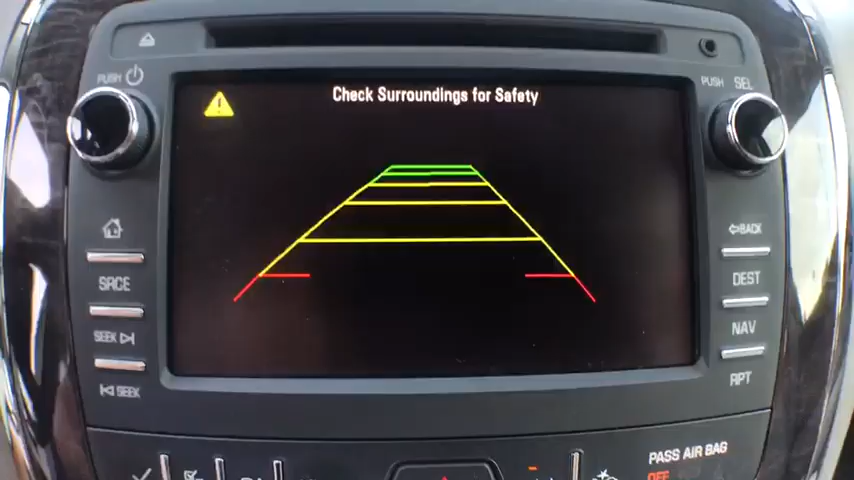 PUSH
Check Surroundings for Safety
PUSH SEL
BACK
SRCE
DEST
SEEK
NAV
SEEK
RPT
PASS AIR BAG
OFF